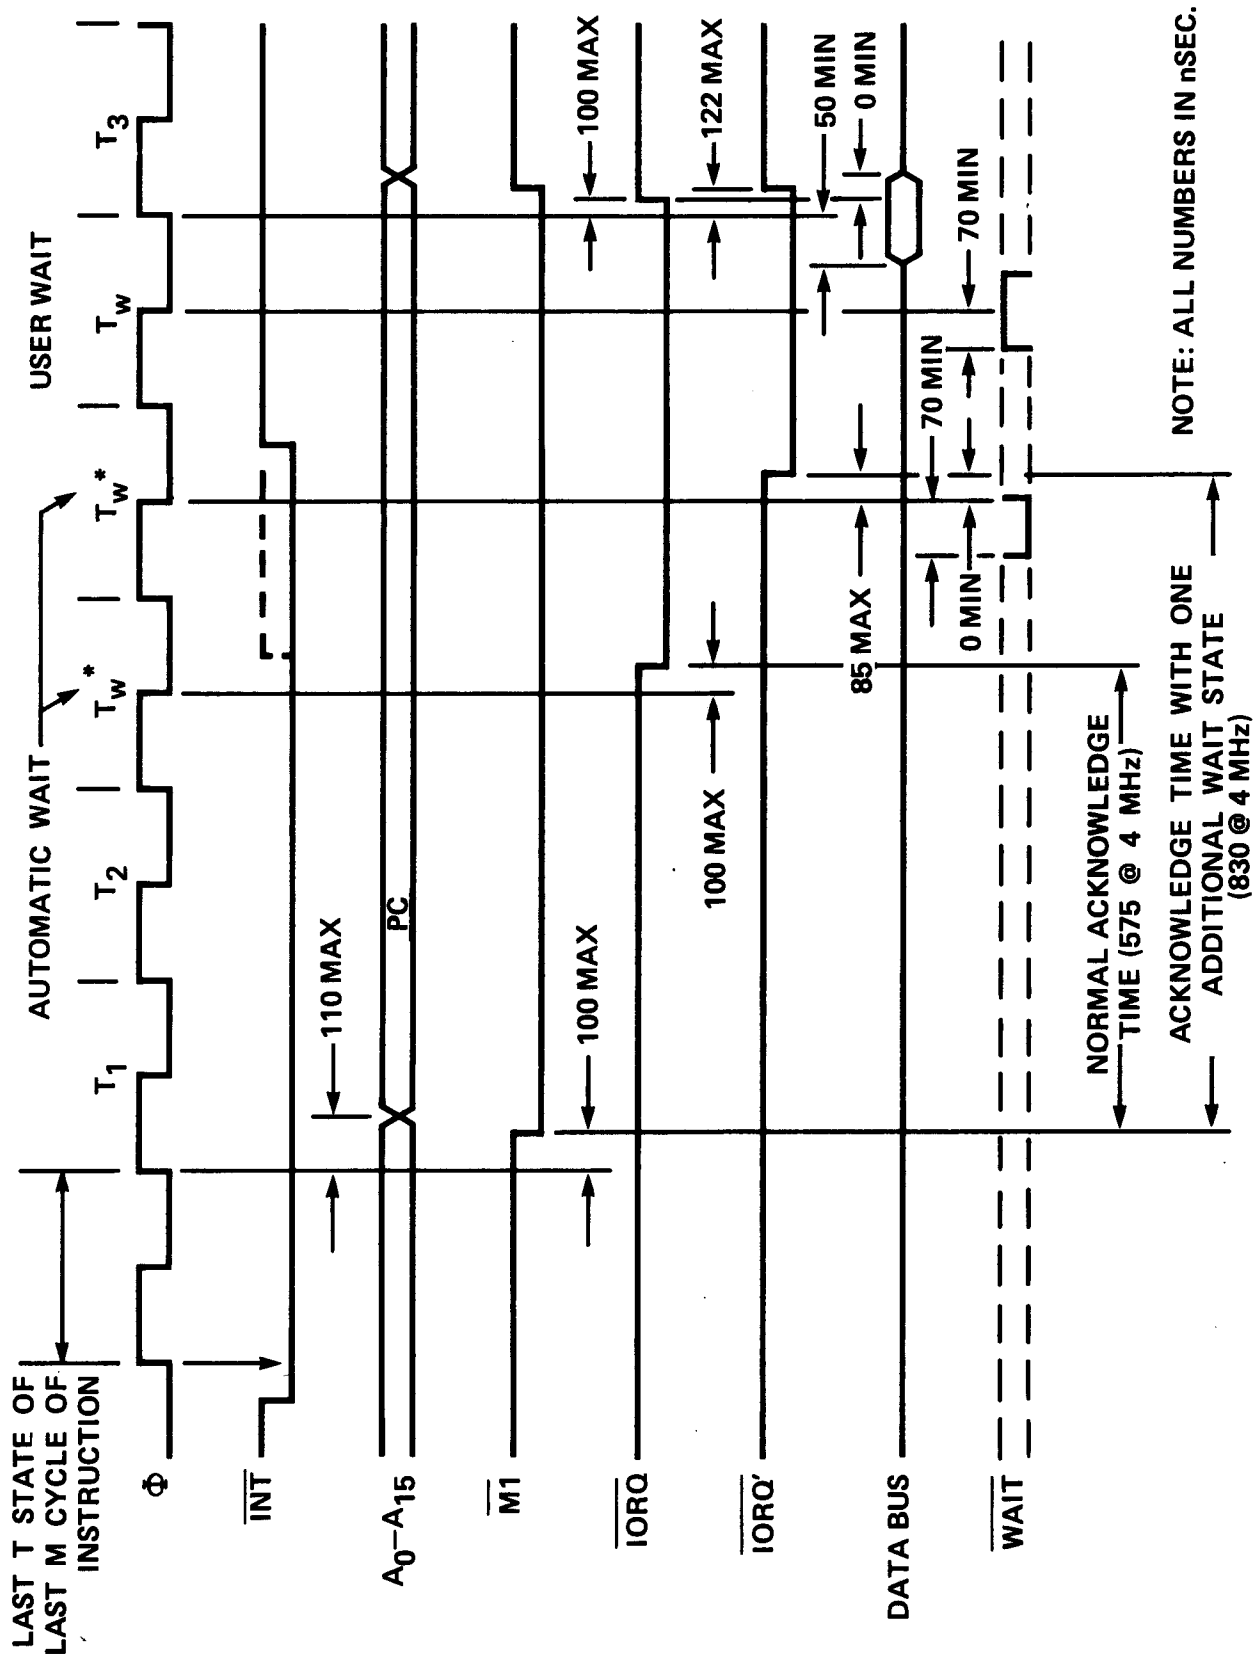 LAST T STATE OF
LAST M CYCLE OF
INSTRUCTION
AUTOMATIC WAIT
USER WAIT
T1
T2
Tw*
Tw*
Tw
T3
Φ
INT
110 MAX
A0–A15
PC
M1
100 MAX
100 MAX
IORQ
100 MAX
122 MAX
IORQ'
85 MAX
50 MIN
0 MIN
DATA BUS
70 MIN
70 MIN
0 MIN
WAIT
NORMAL ACKNOWLEDGE
TIME (575 @ 4 MHz)
ACKNOWLEDGE TIME WITH ONE
ADDITIONAL WAIT STATE
(830 @ 4 MHz)
NOTE: ALL NUMBERS IN nSEC.